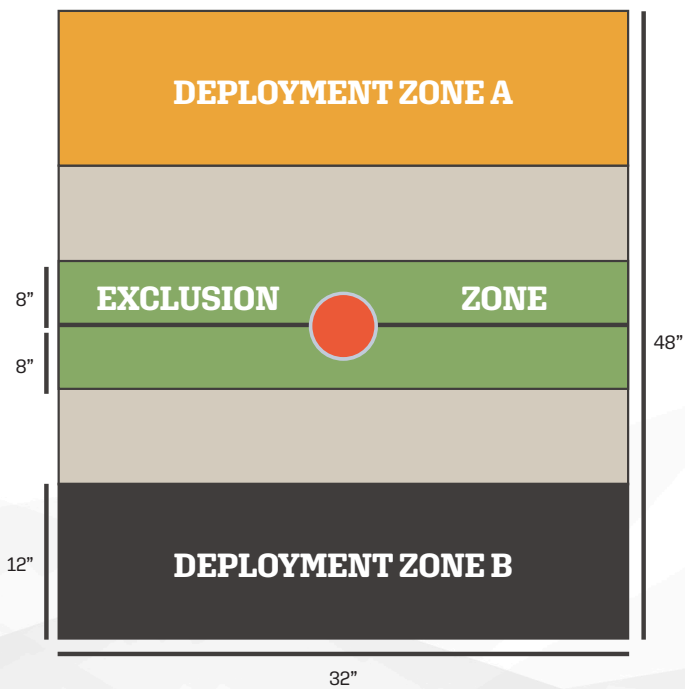 DEPLOYMENT ZONE A
EXCLUSION ZONE
8”
48”
8”
12”
DEPLOYMENT ZONE B
32”